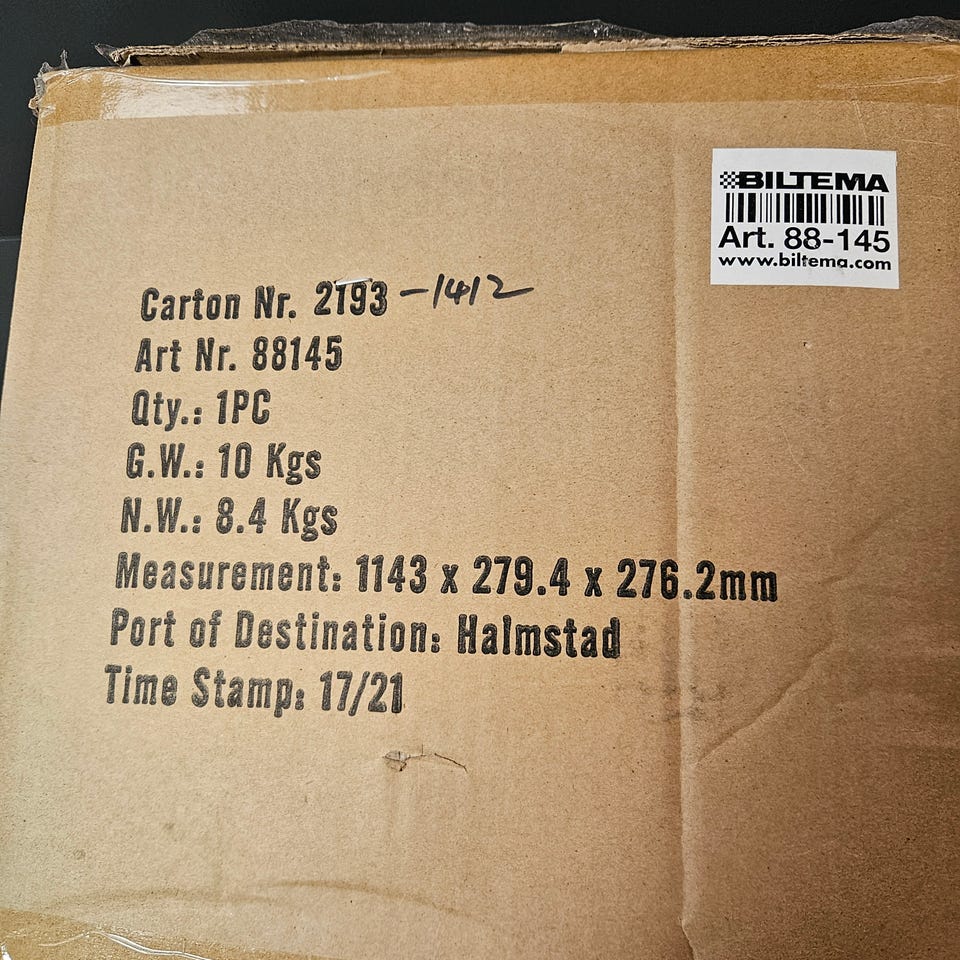 BILTEMA
Art. 88-145
www.biltema.com
Carton Nr. 2193 -1412
Art Nr. 88145
Qty.: 1PC
G.W.: 10 Kgs
N.W.: 8.4 Kgs
Measurement: 1143 x 279.4 x 276.2mm
Port of Destination: Halmstad
Time Stamp: 17/21